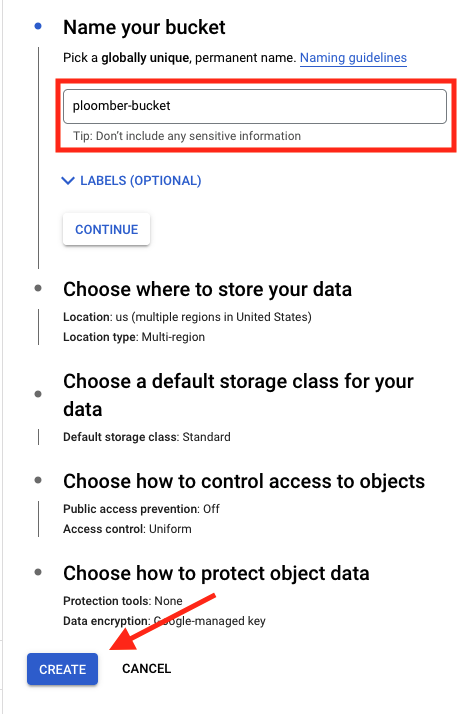 Name your bucket
Pick a globally unique, permanent name. Naming guidelines
ploomber-bucket
Tip: Don’t include any sensitive information
LABELS (OPTIONAL)
CONTINUE
Choose where to store your data
Location: us (multiple regions in United States)
Location type: Multi-region
Choose a default storage class for your
data
Default storage class: Standard
Choose how to control access to objects
Public access prevention: Off
Access control: Uniform
Choose how to protect object data
Protection tools: None
Data encryption: Google-managed key
CREATE
CANCEL